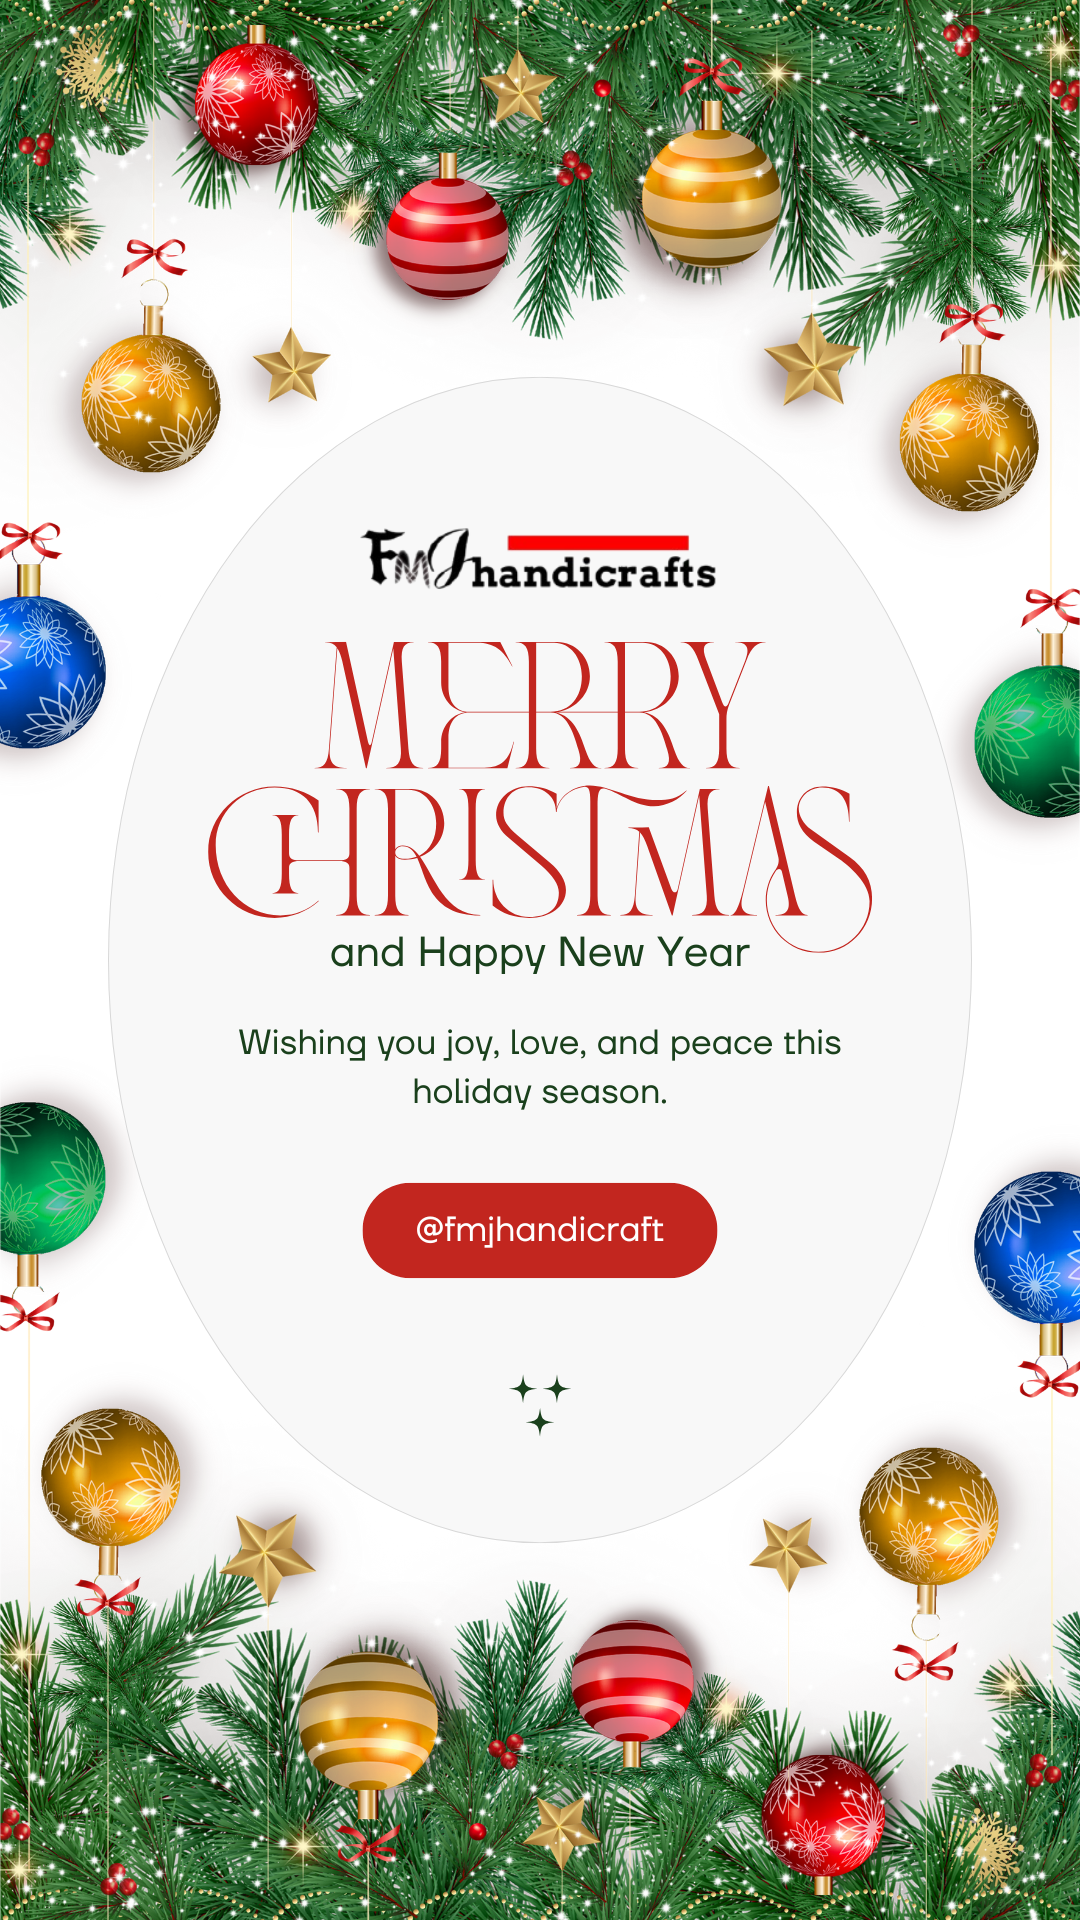 FMJhandicrafts
MERRY
CHRISTMAS
and Happy New Year
Wishing you joy, love, and peace this
holiday season.
@fmjhandicraft